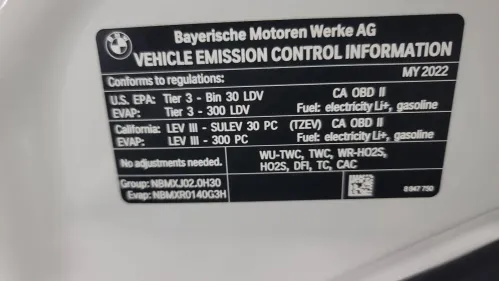 BMW
Bayerische Motoren Werke AG
VEHICLE EMISSION CONTROL INFORMATION
Conforms to regulations: MY 2022
U.S. EPA: Tier 3 - Bin 30 LDV CA OBD II
EVAP: Tier 3 - 300 LDV Fuel: electricity Li+, gasoline
California: LEV III - SULEV 30 PC (TZEV) CA OBD II
EVAP: LEV III - 300 PC Fuel: electricity Li+, gasoline
No adjustments needed. WU-TWC, TWC, WR-HO2S,
HO2S, DFI, TC, CAC
Group: NBMXJ02.0H30
Evap: NBMXR0140G3H 8 847 750